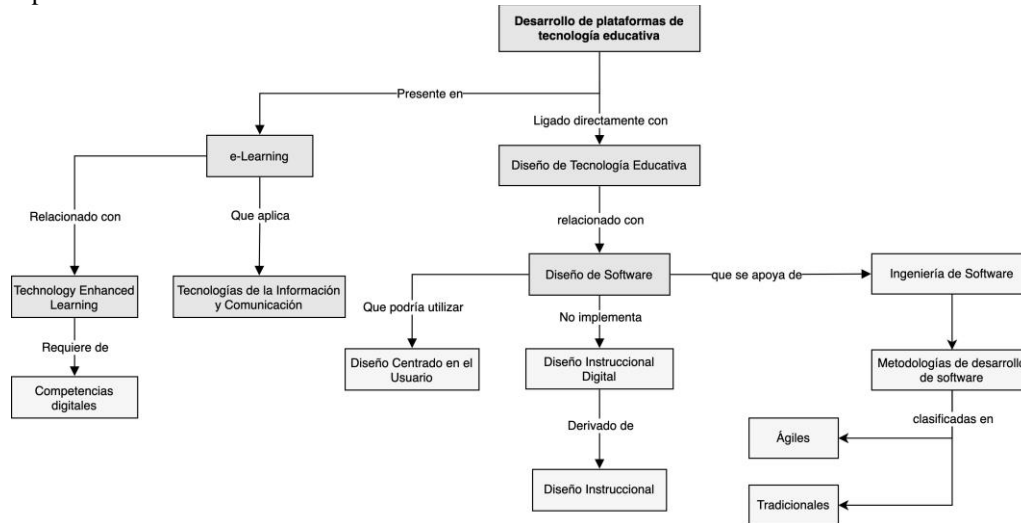 Desarrollo de plataformas de
tecnología educativa
Presente en
Ligado directamente con
e-Learning
Diseño de Tecnología Educativa
Relacionado con
Que aplica
relacionado con
Technology Enhanced
Learning
Tecnologías de la Información
y Comunicación
Diseño de Software
que se apoya de
Ingeniería de Software
Que podría utilizar
No implementa
Requiere de
Competencias
digitales
Diseño Centrado en el
Usuario
Diseño Instruccional
Digital
Metodologías de desarrollo
de software
Derivado de
clasificadas en
Ágiles
Diseño Instruccional
Tradicionales